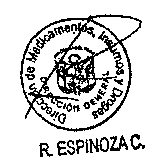 Dirección de Medicamentos, Insumos y Drogas
DIRECCIÓN GENERAL
R. ESPINOZA C.